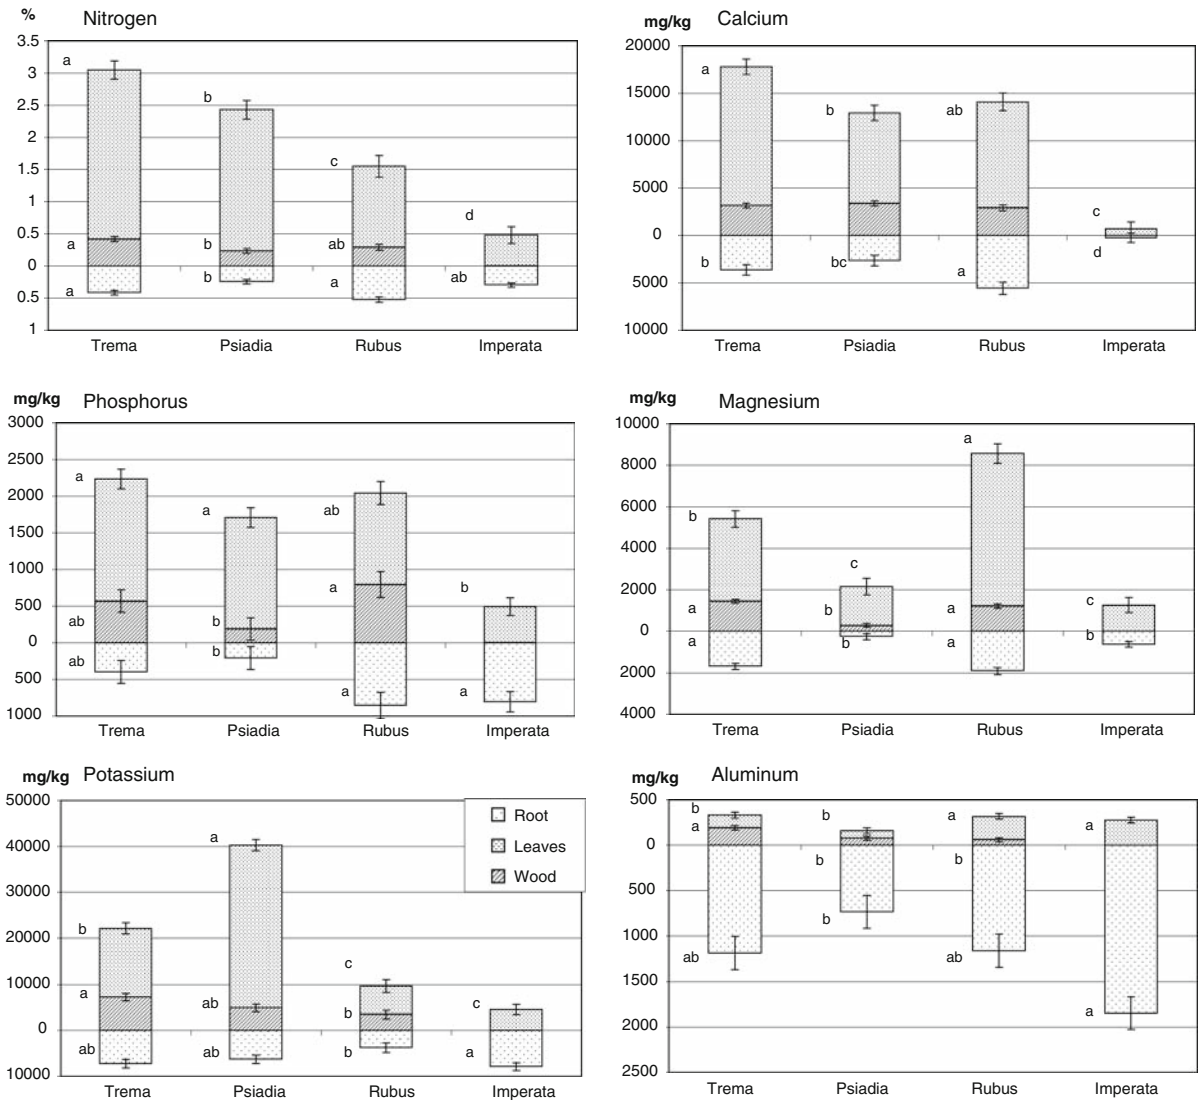 % Nitrogen
3.5
3
2.5
2
1.5
1
0.5
0
0.5
1
a
b
c
d
a
b
ab
a
b
a
ab
Trema Psiadia Rubus Imperata
mg/kg Calcium
20000
15000
10000
5000
0
5000
10000
a
b
ab
c
b
bc
a
d
Trema Psiadia Rubus Imperata
mg/kg Phosphorus
3000
2500
2000
1500
1000
500
0
500
1000
a
a
ab
b
ab
b
a
ab
b
a
a
Trema Psiadia Rubus Imperata
mg/kg Magnesium
10000
8000
6000
4000
2000
0
2000
4000
b
c
a
c
a
b
a
a
b
a
b
Trema Psiadia Rubus Imperata
mg/kg Potassium
50000
40000
30000
20000
10000
0
10000
Root
Leaves
Wood
b
a
c
c
a
ab
b
ab
ab
b
a
Trema Psiadia Rubus Imperata
mg/kg Aluminum
500
0
500
1000
1500
2000
2500
b
b
a
a
a
b
b
ab
b
ab
a
Trema Psiadia Rubus Imperata